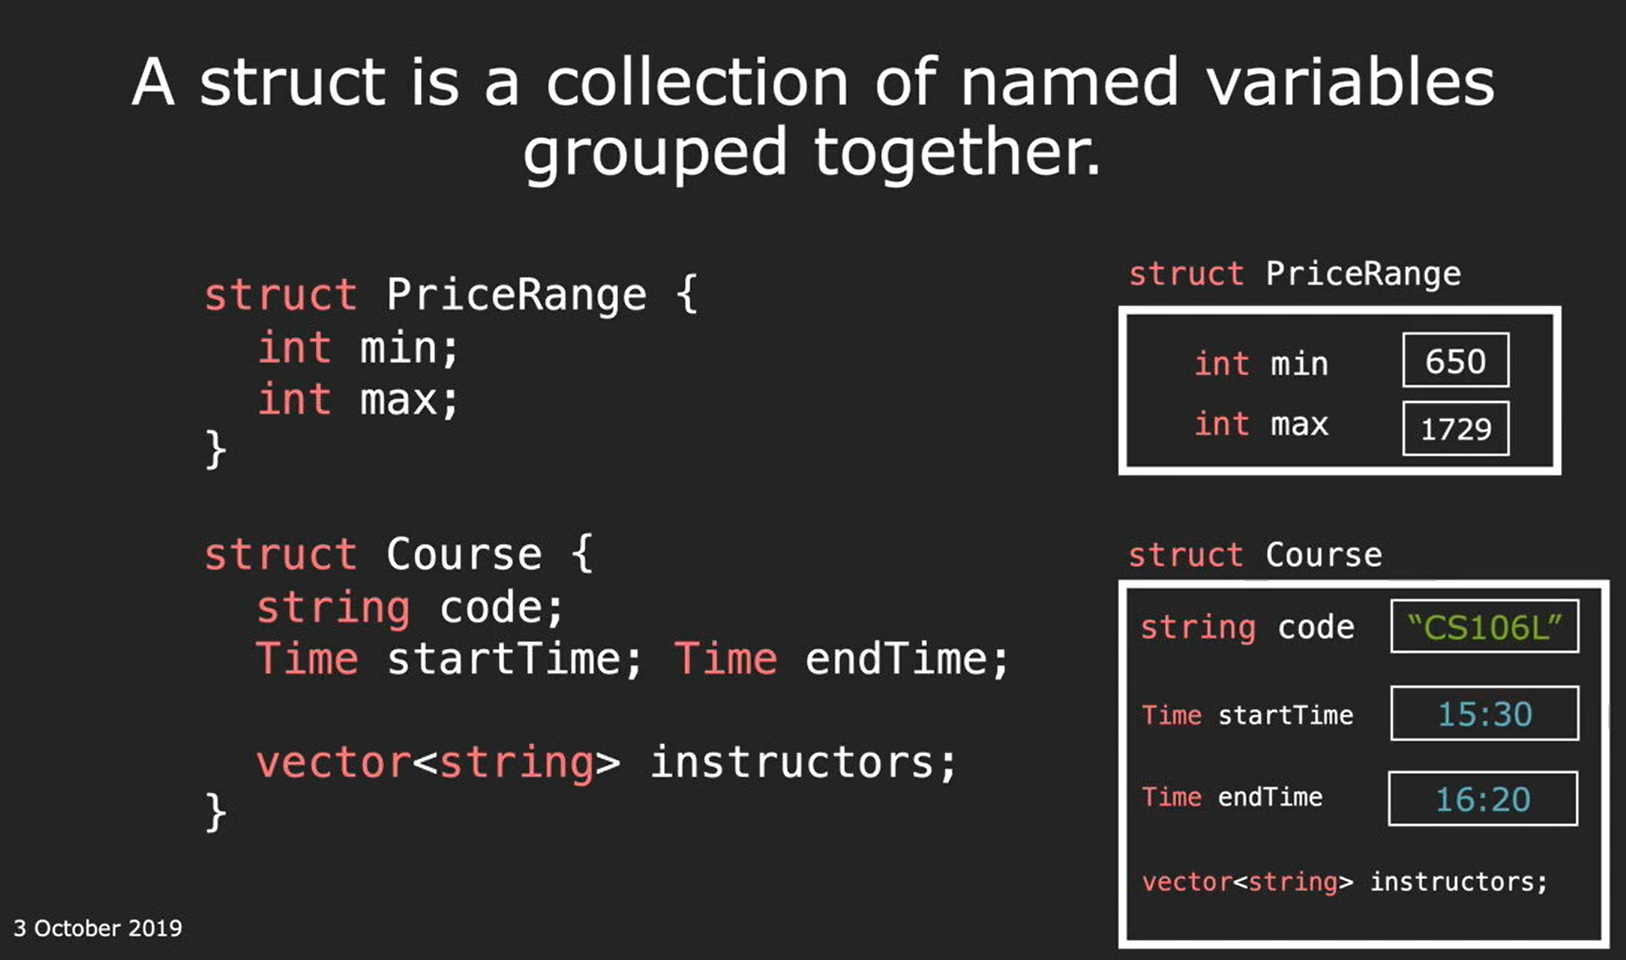 A struct is a collection of named variables
grouped together.
struct PriceRange {
int min;
int max;
}
struct Course {
string code;
Time startTime; Time endTime;
vector<string> instructors;
}
struct PriceRange
int min 650
int max 1729
struct Course
string code “CS106L”
Time startTime 15:30
Time endTime 16:20
vector<string> instructors;
3 October 2019